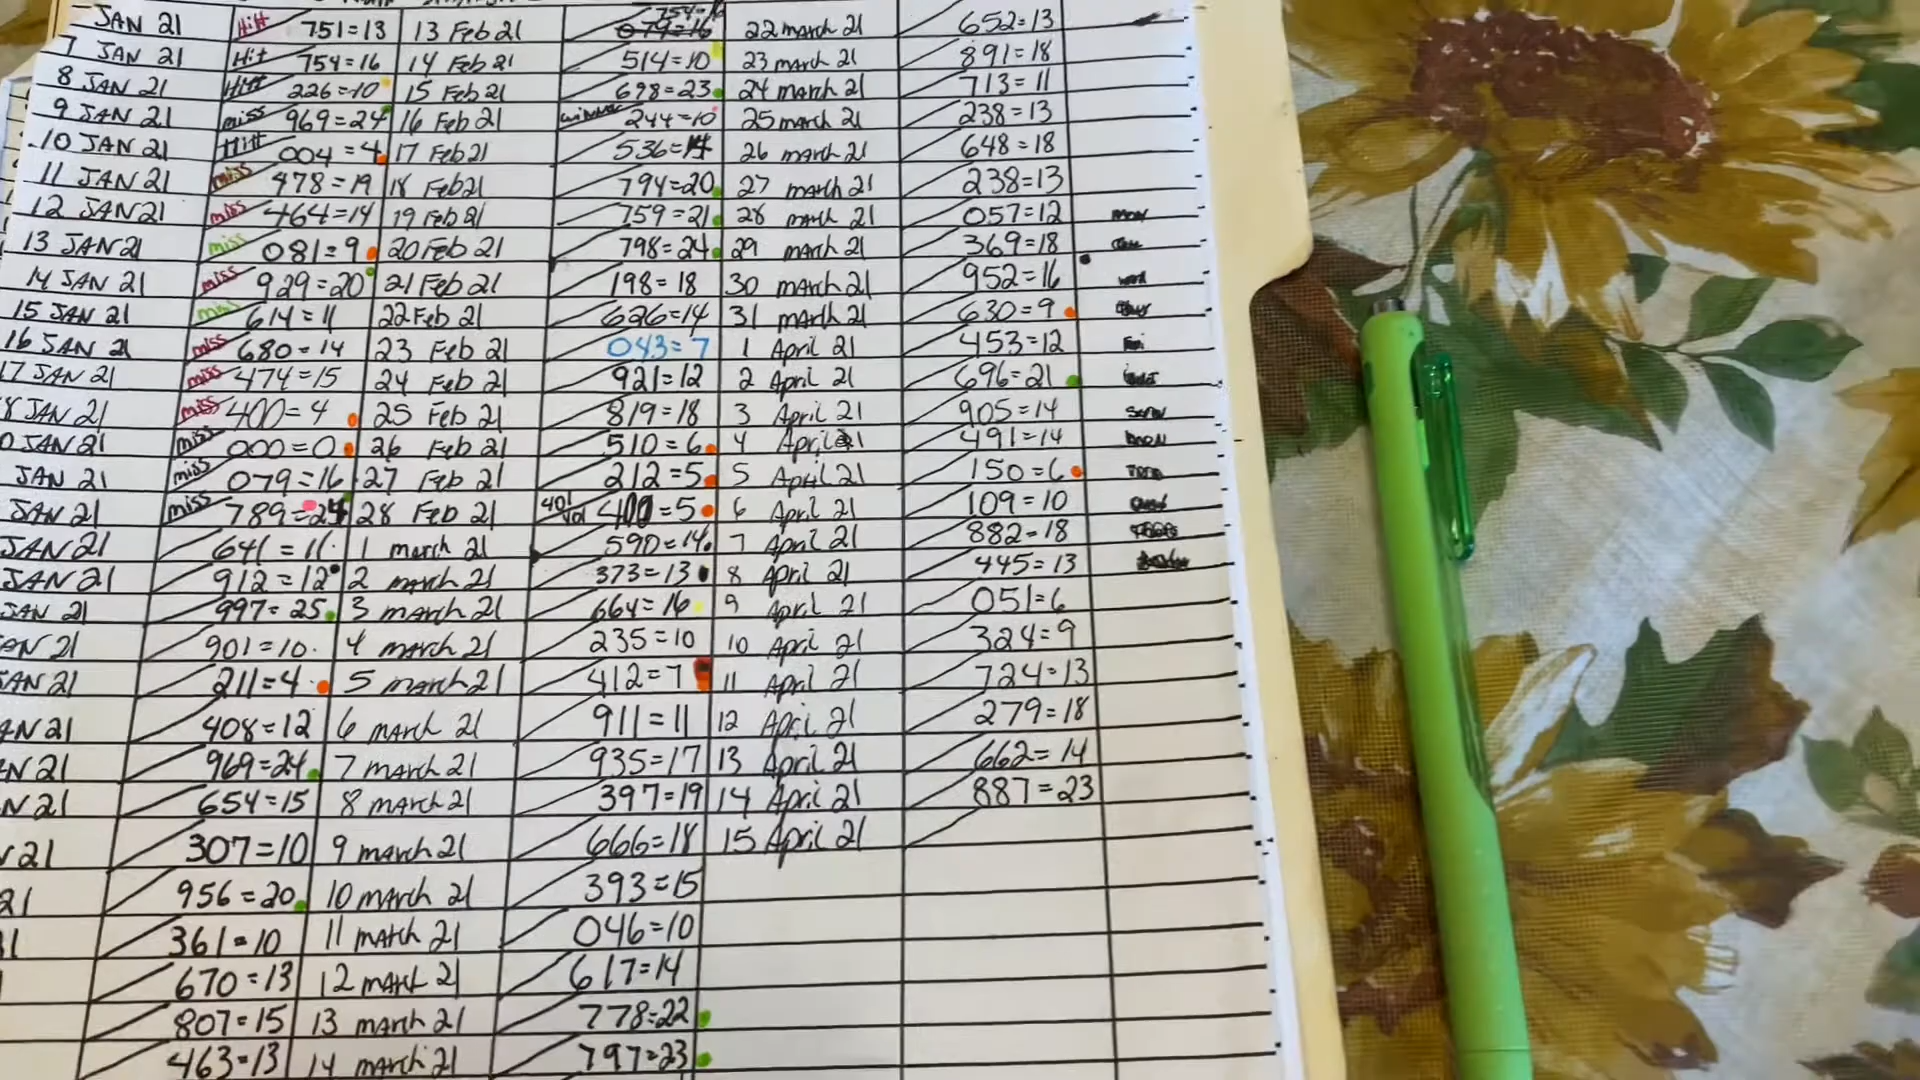 JAN 21 Hitt 751=13 13 Feb 21 079=16 22 march 21 652=13
7 JAN 21 Hit 754=16 14 Feb 21 514=10 23 march 21 891=18
8 JAN 21 Hitt 226=10 15 Feb 21 698=23 24 march 21 713=11
9 JAN 21 miss 969=24 16 Feb 21 winner 244=10 25 march 21 238=13
10 JAN 21 Hitt 004=4 17 Feb 21 536=14 26 march 21 648=18
11 JAN 21 miss 478=19 18 Feb 21 794=20 27 march 21 238=13
12 JAN 21 miss 464=14 19 Feb 21 759=21 28 march 21 057=12
13 JAN 21 miss 081=9 20 Feb 21 798=24 29 march 21 369=18
14 JAN 21 miss 929=20 21 Feb 21 198=18 30 march 21 952=16
15 JAN 21 miss 614=11 22 Feb 21 626=14 31 march 21 630=9
16 JAN 21 miss 680=14 23 Feb 21 043=7 1 April 21 453=12
17 JAN 21 miss 474=15 24 Feb 21 921=12 2 April 21 696=21
8 JAN 21 miss 400=4 25 Feb 21 819=18 3 April 21 905=14
0 JAN 21 miss 000=0 26 Feb 21 510=6 4 April 21 491=14
JAN 21 miss 079=16 27 Feb 21 212=5 5 April 21 150=6
JAN 21 miss 789=24 28 Feb 21 =5 6 April 21 109=10
JAN 21 641=11 1 march 21 590=14 7 April 21 882=18
JAN 21 912=12 2 march 21 373=13 8 April 21 445=13
JAN 21 997=25 3 march 21 664=16 9 April 21 051=6
AN 21 901=10 4 march 21 235=10 10 April 21 324=9
AN 21 211=4 5 march 21 412=7 11 April 21 724=13
AN 21 408=12 6 march 21 911=11 12 April 21 279=18
N 21 969=24 7 march 21 935=17 13 April 21 662=14
N 21 654=15 8 march 21 397=19 14 April 21 887=23
21 307=10 9 march 21 666=18 15 April 21
21 956=20 10 march 21 393=15
361=10 11 march 21 046=10
670=13 12 march 21 617=14
807=15 13 march 21 778=22
463=13 14 march 21 797=23